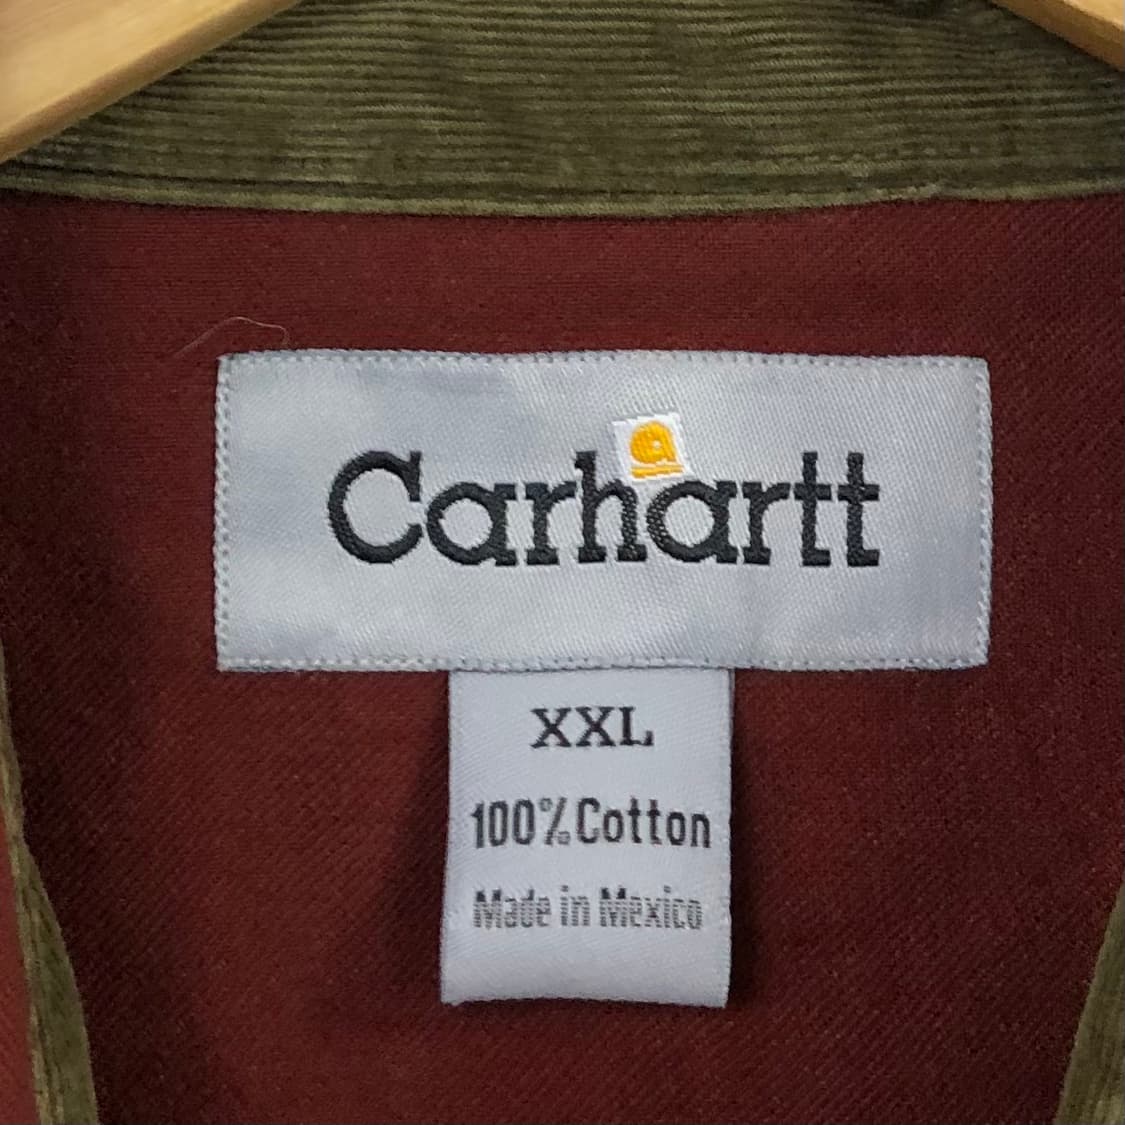 Carhartt
XXL
100% Cotton
Made in Mexico